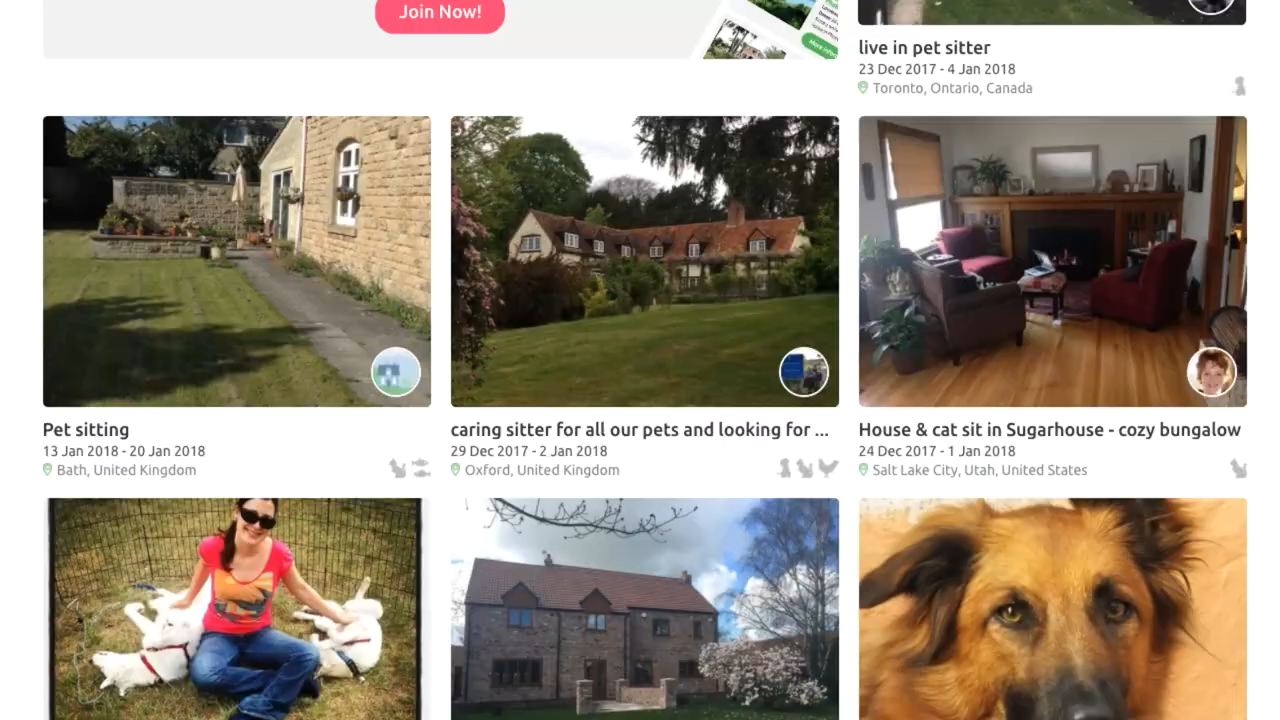 Join Now!
live in pet sitter
23 Dec 2017 - 4 Jan 2018
Toronto, Ontario, Canada
Pet sitting
13 Jan 2018 - 20 Jan 2018
Bath, United Kingdom
caring sitter for all our pets and looking for ...
29 Dec 2017 - 2 Jan 2018
Oxford, United Kingdom
House & cat sit in Sugarhouse - cozy bungalow
24 Dec 2017 - 1 Jan 2018
Salt Lake City, Utah, United States